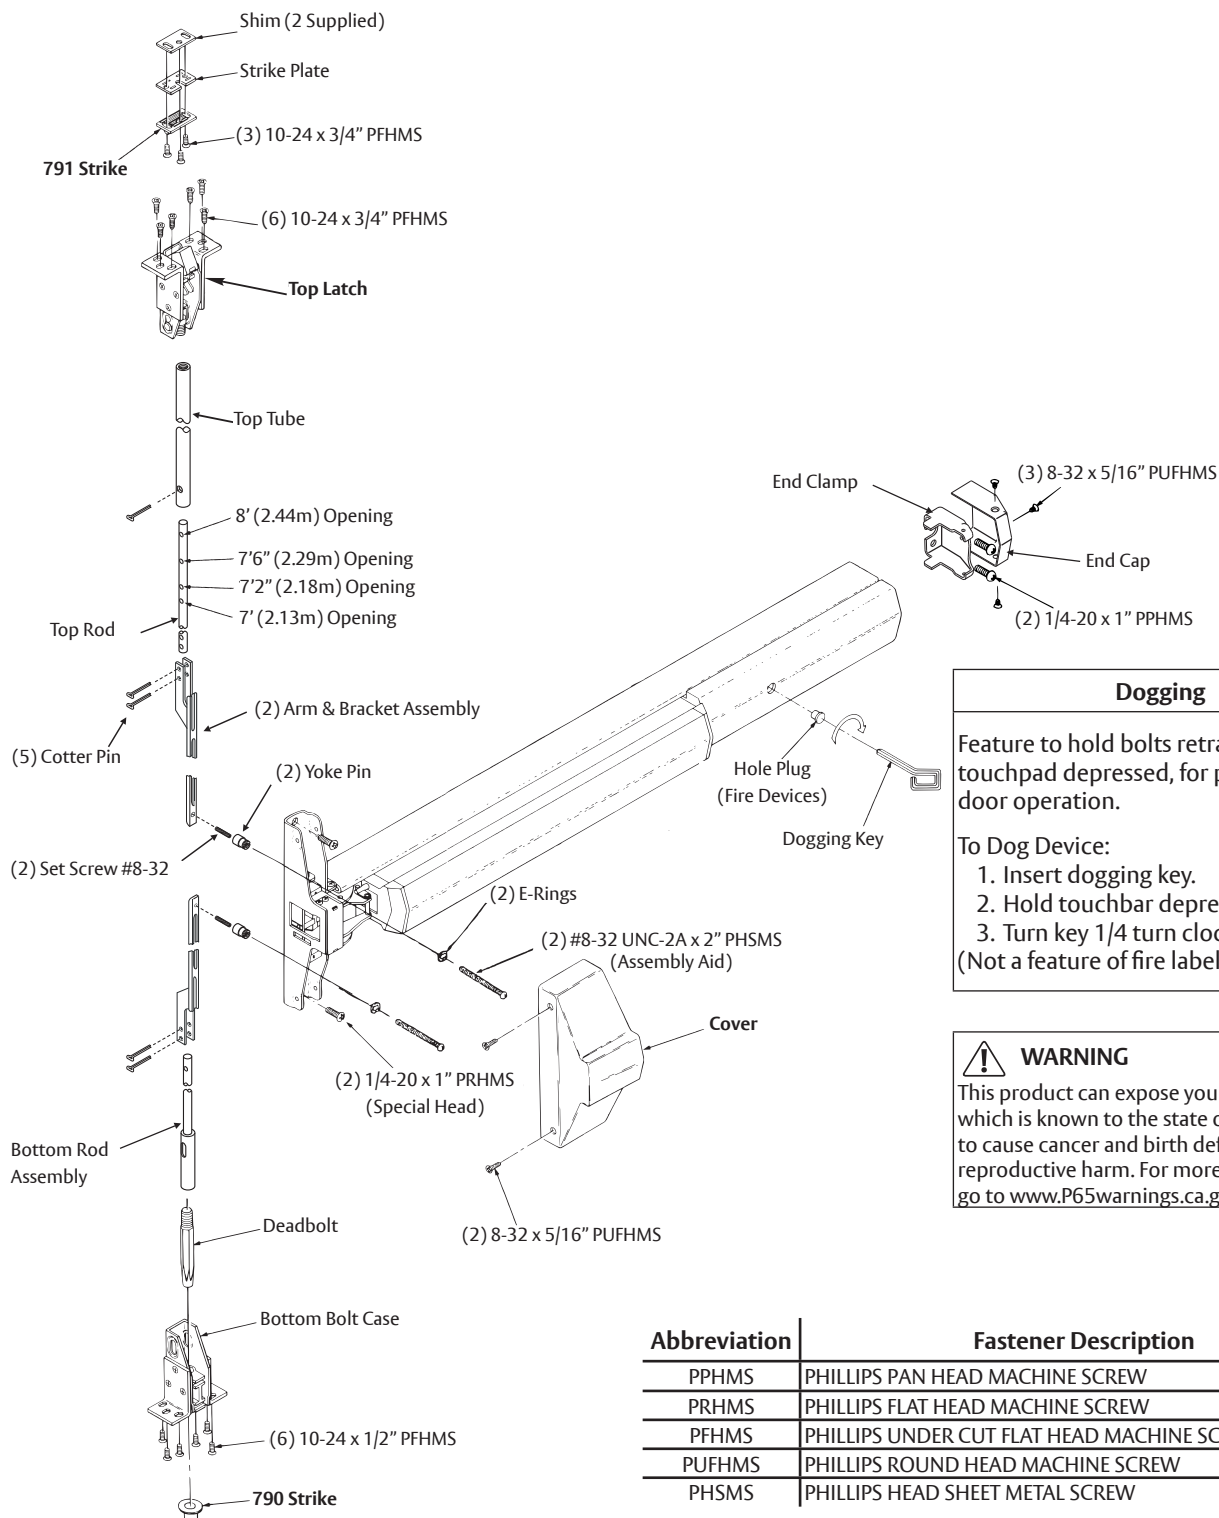 Shim (2 Supplied)
Strike Plate
(3) 10-24 x 3/4” PFHMS
791 Strike
(6) 10-24 x 3/4” PFHMS
Top Latch
Top Tube
8’ (2.44m) Opening
7’6” (2.29m) Opening
7’2” (2.18m) Opening
7’ (2.13m) Opening
Top Rod
(2) Arm & Bracket Assembly
(5) Cotter Pin
(2) Yoke Pin
(2) Set Screw #8-32
End Clamp
(3) 8-32 x 5/16” PUFHMS
End Cap
(2) 1/4-20 x 1” PPHMS
Hole Plug
(Fire Devices)
Dogging Key
(2) E-Rings
(2) #8-32 UNC-2A x 2” PHSMS
(Assembly Aid)
Cover
(2) 1/4-20 x 1” PRHMS
(Special Head)
(2) 8-32 x 5/16” PUFHMS
Bottom Rod
Assembly
Deadbolt
Bottom Bolt Case
(6) 10-24 x 1/2” PFHMS
790 Strike
Dogging
Feature to hold bolts retra
touchpad depressed, for p
door operation.
To Dog Device:
1. Insert dogging key.
2. Hold touchbar depre
3. Turn key 1/4 turn cloc
(Not a feature of fire label
WARNING
This product can expose you
which is known to the state o
to cause cancer and birth def
reproductive harm. For more
go to www.P65warnings.ca.g
Abbreviation Fastener Description
PPHMS PHILLIPS PAN HEAD MACHINE SCREW
PRHMS PHILLIPS FLAT HEAD MACHINE SCREW
PFHMS PHILLIPS UNDER CUT FLAT HEAD MACHINE SC
PUFHMS PHILLIPS ROUND HEAD MACHINE SCREW
PHSMS PHILLIPS HEAD SHEET METAL SCREW